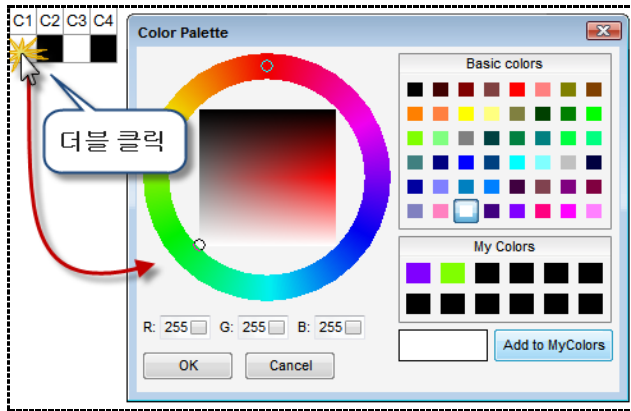 C1 C2 C3 C4
Color Palette
Basic colors
더블 클릭
My Colors
R: 255 G: 255 B: 255
Add to MyColors
OK Cancel